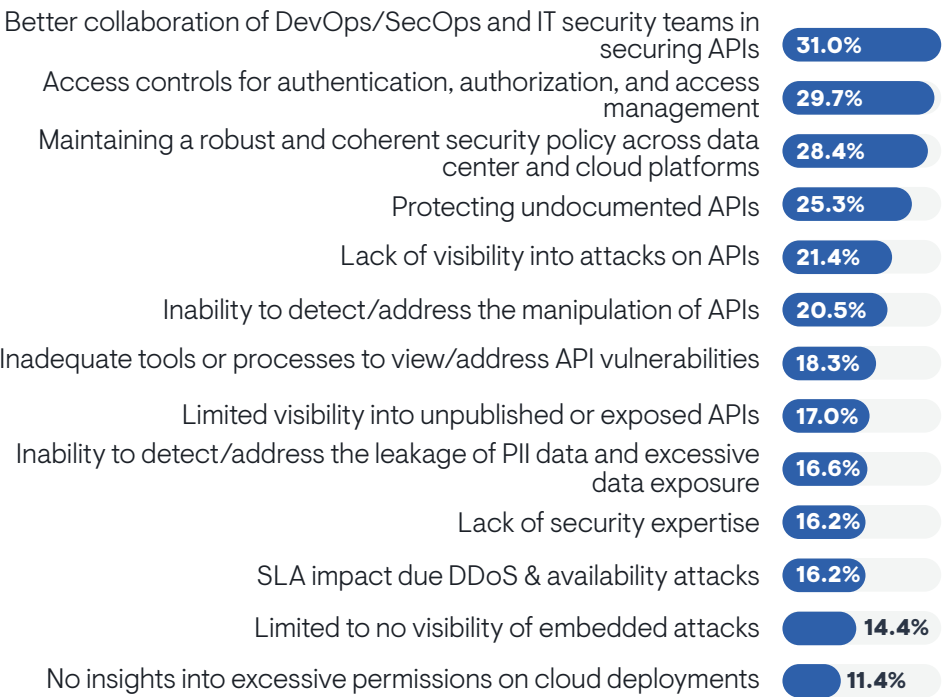 Better collaboration of DevOps/SecOps and IT security teams in
securing APIs
31.0%
Access controls for authentication, authorization, and access
management
29.7%
Maintaining a robust and coherent security policy across data
center and cloud platforms
28.4%
Protecting undocumented APIs
25.3%
Lack of visibility into attacks on APIs
21.4%
Inability to detect/address the manipulation of APIs
20.5%
Inadequate tools or processes to view/address API vulnerabilities
18.3%
Limited visibility into unpublished or exposed APIs
17.0%
Inability to detect/address the leakage of PII data and excessive
data exposure
16.6%
Lack of security expertise
16.2%
SLA impact due DDoS & availability attacks
16.2%
Limited to no visibility of embedded attacks
14.4%
No insights into excessive permissions on cloud deployments
11.4%